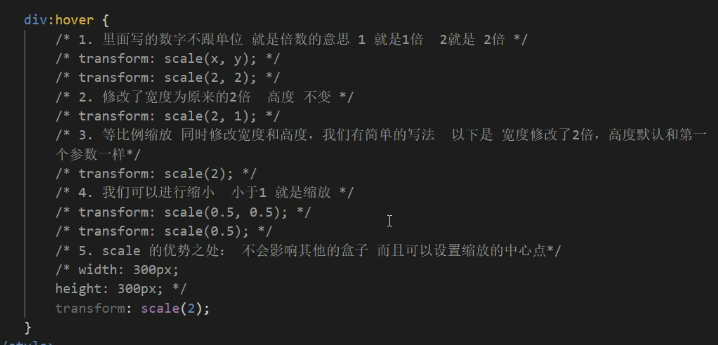 div:hover {
/* 1. 里面写的数字不跟单位 就是倍数的意思 1 就是1倍 2就是 2倍 */
/* transform: scale(x, y); */
/* transform: scale(2, 2); */
/* 2. 修改了宽度为原来的2倍 高度 不变 */
/* transform: scale(2, 1); */
/* 3. 等比例缩放 同时修改宽度和高度，我们有简单的写法 以下是 宽度修改了2倍，高度默认和第一
个参数一样*/
/* transform: scale(2); */
/* 4. 我们可以进行缩小 小于1 就是缩放 */
/* transform: scale(0.5, 0.5); */
/* transform: scale(0.5); */
/* 5. scale 的优势之处： 不会影响其他的盒子 而且可以设置缩放的中心点*/
/* width: 300px;
height: 300px; */
transform: scale(2);
}